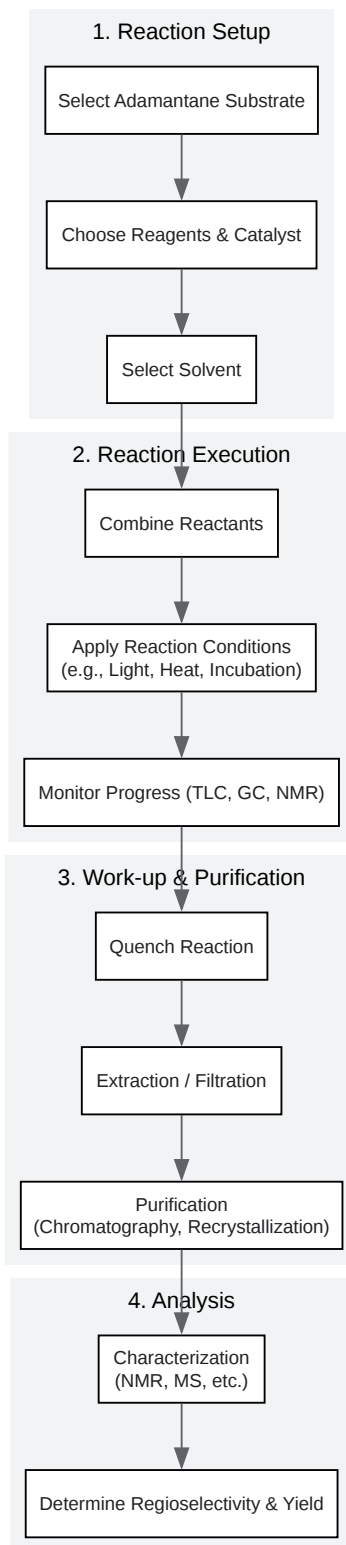 1. Reaction Setup
Select Adamantane Substrate
Choose Reagents & Catalyst
Select Solvent
2. Reaction Execution
Combine Reactants
Apply Reaction Conditions
(e.g., Light, Heat, Incubation)
Monitor Progress (TLC, GC, NMR)
3. Work-up & Purification
Quench Reaction
Extraction / Filtration
Purification
(Chromatography, Recrystallization)
4. Analysis
Characterization
(NMR, MS, etc.)
Determine Regioselectivity & Yield